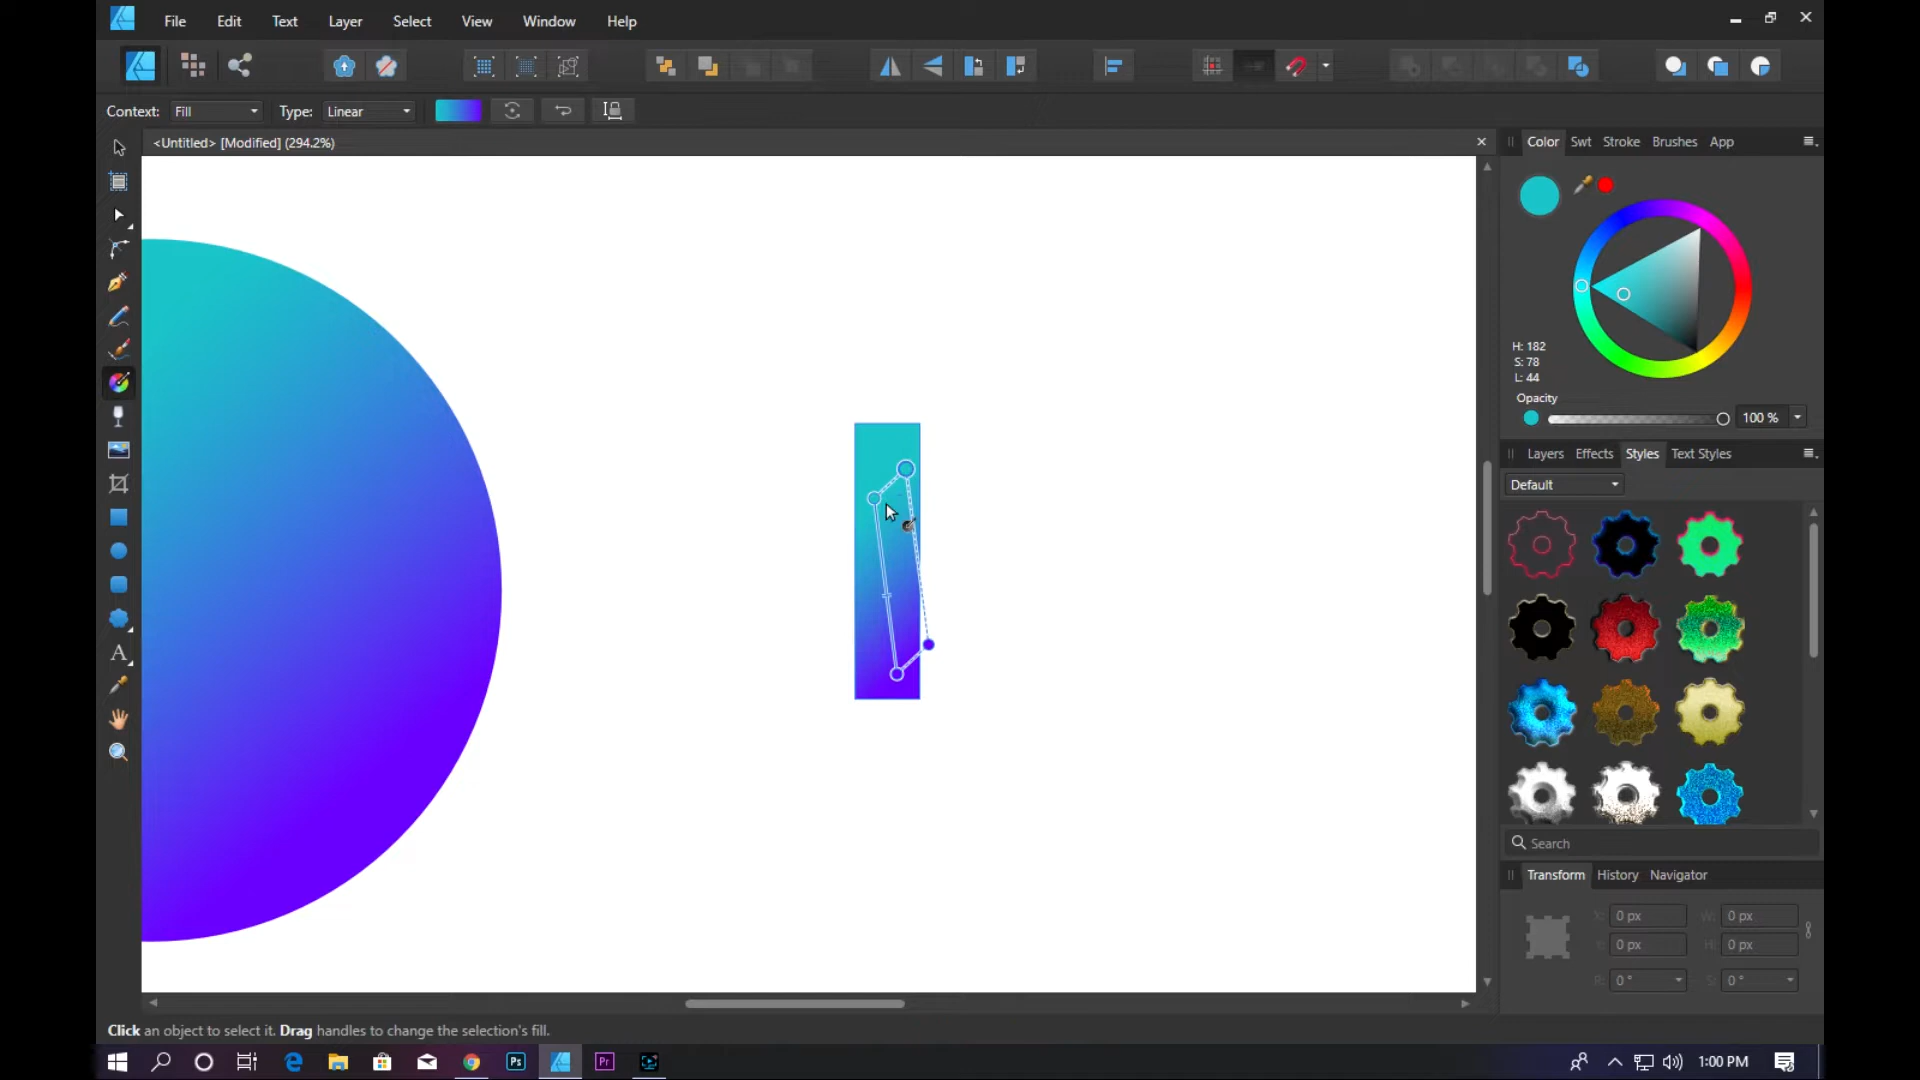 File Edit Text Layer Select View Window Help
Context: Fill Type: Linear
<Untitled> [Modified] (294.2%)
Color Swt Stroke Brushes App
H: 182
S: 78
L: 44
Opacity
100 %
Layers Effects Styles Text Styles
Default
Search
Transform History Navigator
X: 0 px W: 0 px
Y: 0 px H: 0 px
R: 0 ° S: 0 °
Click an object to select it. Drag handles to change the selection's fill.
Ps Pr 1:00 PM